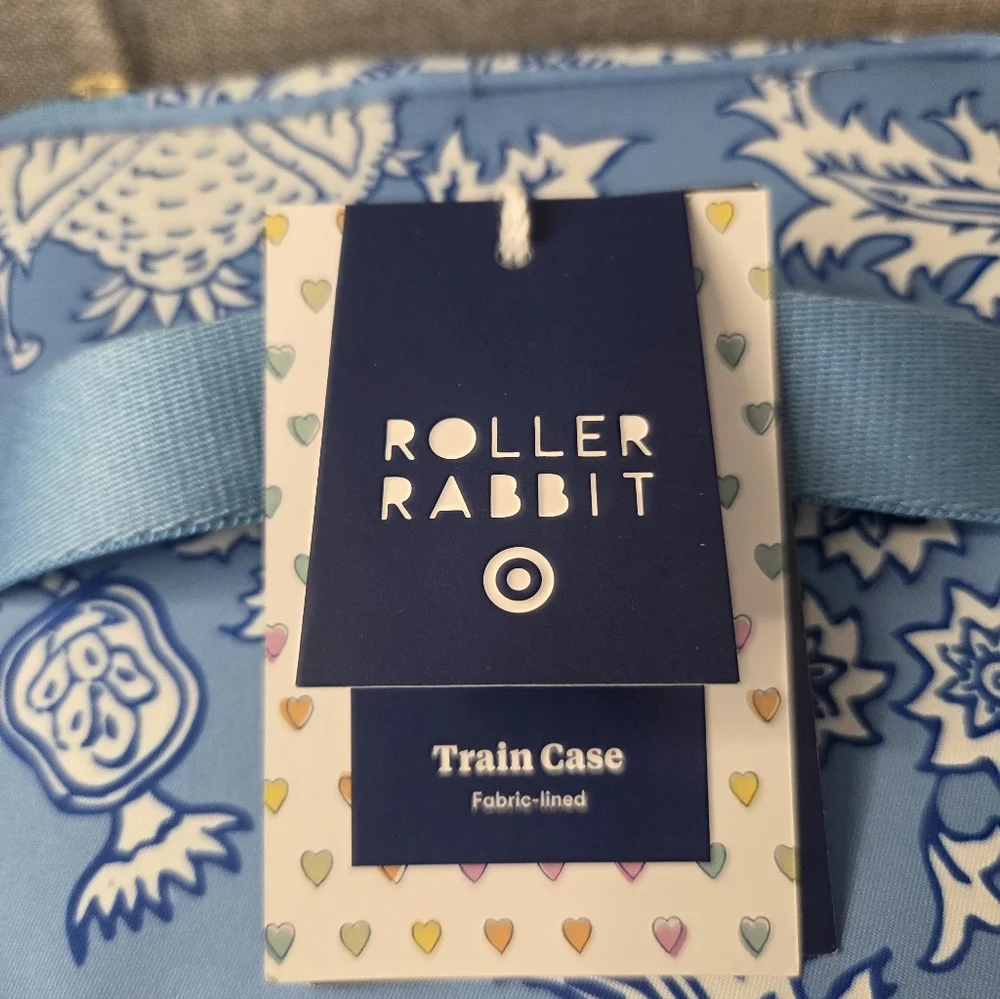 ROLLER
RABBIT
Train Case
Fabric-lined